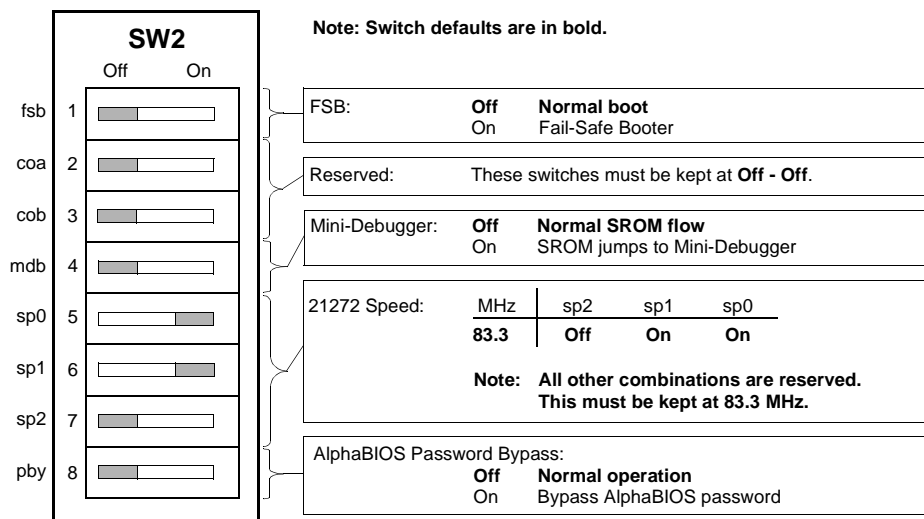 Note: Switch defaults are in bold.
SW2
Off On
fsb 1
coa 2
cob 3
mdb 4
sp0 5
sp1 6
sp2 7
pby 8
FSB: Off Normal boot
On Fail-Safe Booter
Reserved: These switches must be kept at Off - Off.
Mini-Debugger: Off Normal SROM flow
On SROM jumps to Mini-Debugger
21272 Speed: MHz sp2 sp1 sp0
83.3 Off On On
Note: All other combinations are reserved.
This must be kept at 83.3 MHz.
AlphaBIOS Password Bypass:
Off Normal operation
On Bypass AlphaBIOS password